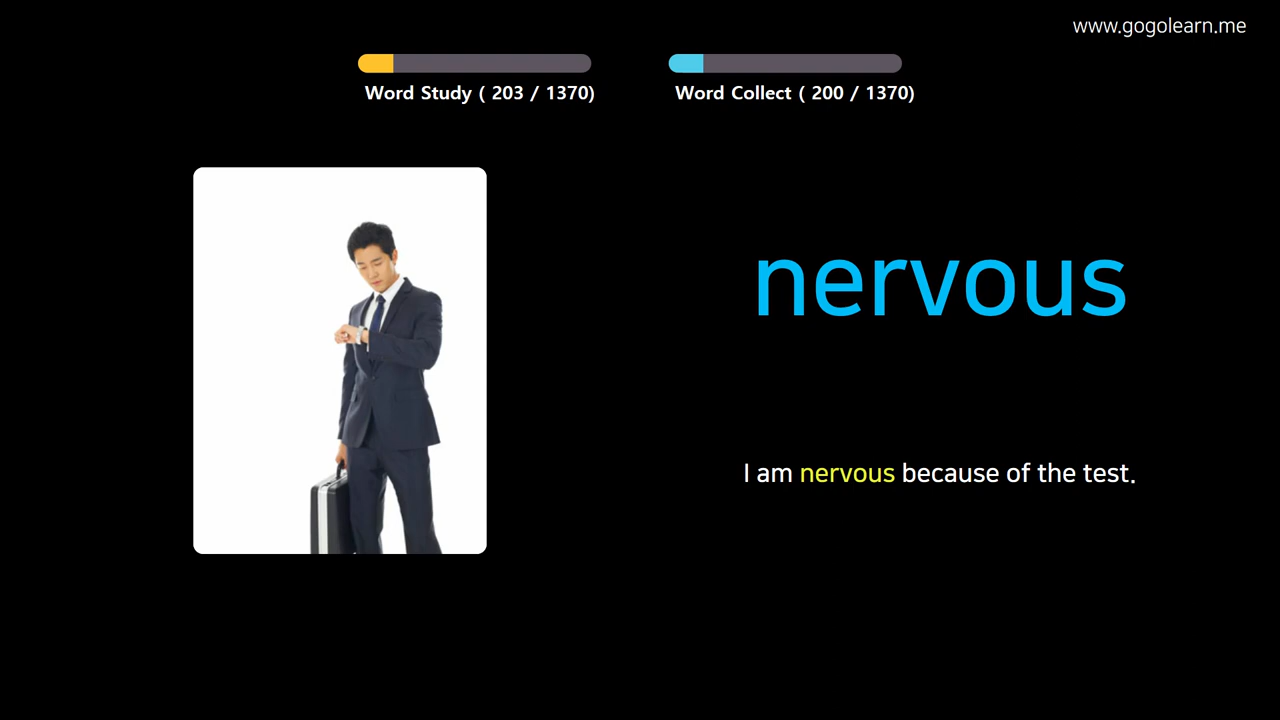 www.gogolearn.me
Word Study ( 203 / 1370)
Word Collect ( 200 / 1370)
nervous
I am nervous because of the test.